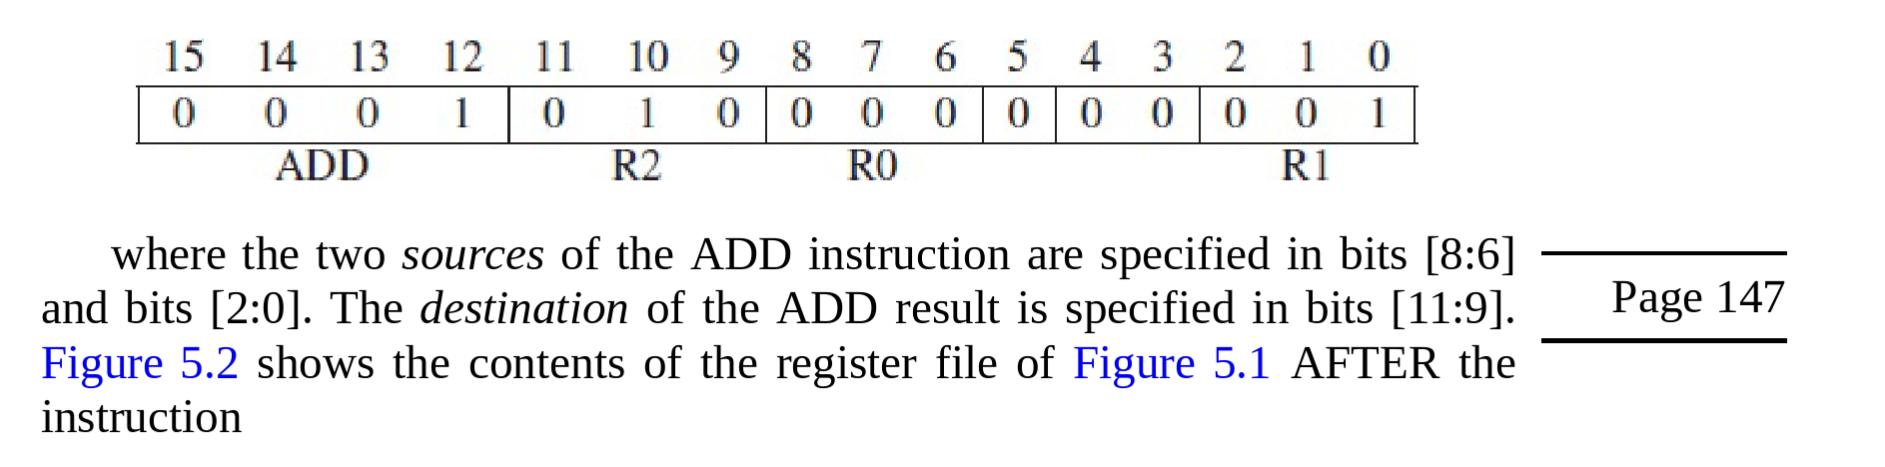 15 14 13 12 11 10 9 8 7 6 5 4 3 2 1 0
0 0 0 1 0 1 0 0 0 0 0 0 0 0 0 1
ADD R2 R0 R1
where the two sources of the ADD instruction are specified in bits [8:6]
and bits [2:0]. The destination of the ADD result is specified in bits [11:9].
Page 147
Figure 5.2 shows the contents of the register file of Figure 5.1 AFTER the
instruction